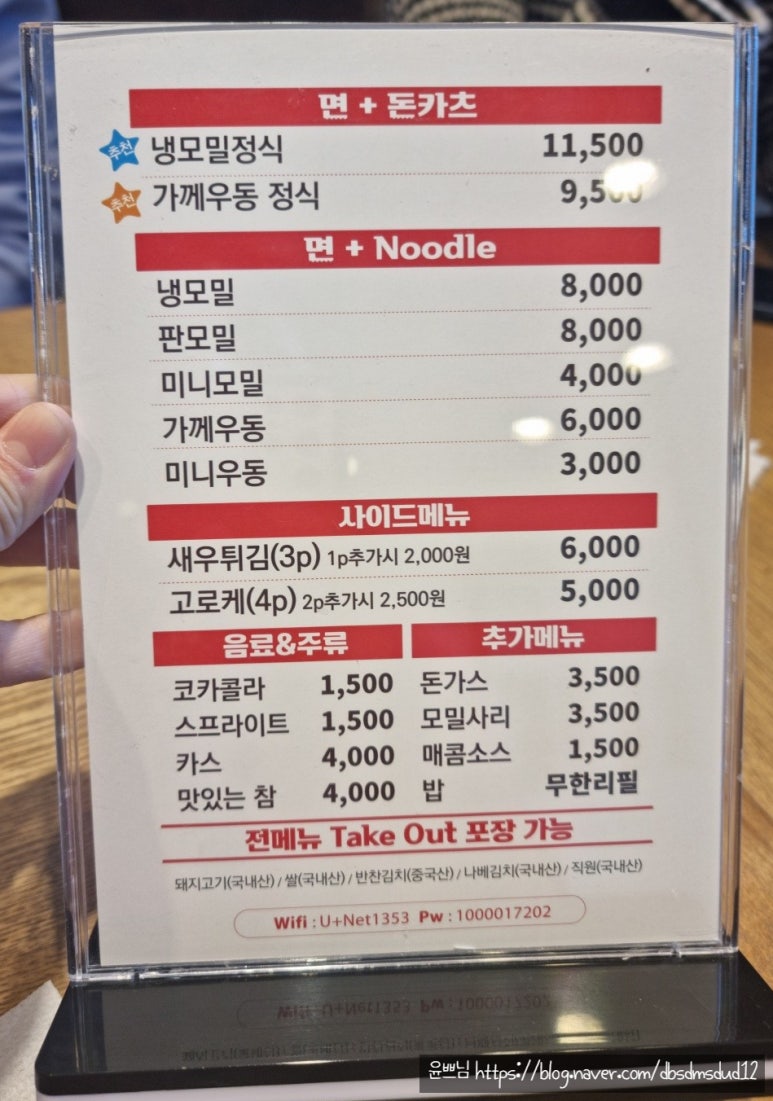 면 + 돈카츠
추천 냉모밀정식 11,500
추천 가께우동 정식 9,500
면 + Noodle
냉모밀 8,000
판모밀 8,000
미니모밀 4,000
가께우동 6,000
미니우동 3,000
사이드메뉴
새우튀김(3p) 1p추가시 2,000원 6,000
고로케(4p) 2p추가시 2,500원 5,000
음료&주류
코카콜라 1,500
스프라이트 1,500
카스 4,000
맛있는 참 4,000
추가메뉴
돈가스 3,500
모밀사리 3,500
매콤소스 1,500
밥 무한리필
전메뉴 Take Out 포장 가능
돼지고기(국내산) / 쌀(국내산) / 반찬김치(중국산) / 나베김치(국내산) / 직원(국내산)
Wifi : U+Net1353 Pw : 1000017202
윤쁘님 https://blog.naver.com/dbsdmsdud12